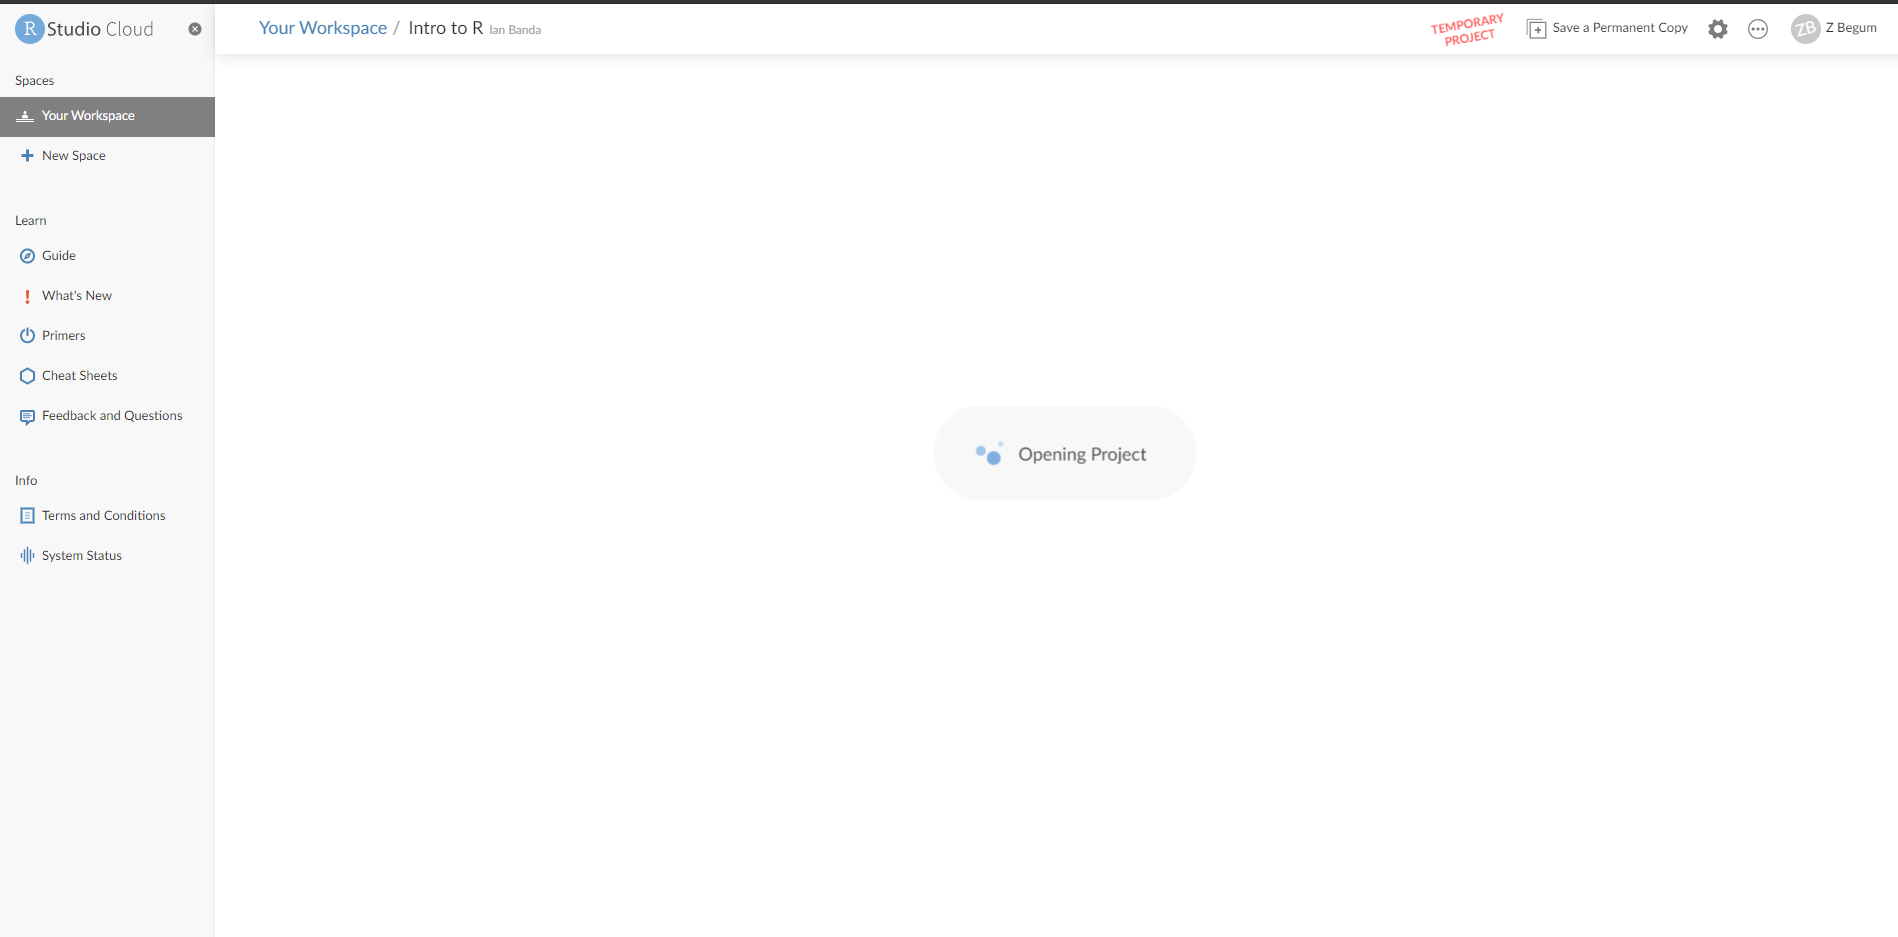 R Studio Cloud
Your Workspace / Intro to R Ian Banda
TEMPORARY
PROJECT
Save a Permanent Copy
ZB
Z Begum
Spaces
Your Workspace
New Space
Learn
Guide
What's New
Primers
Cheat Sheets
Feedback and Questions
Info
Terms and Conditions
System Status
Opening Project